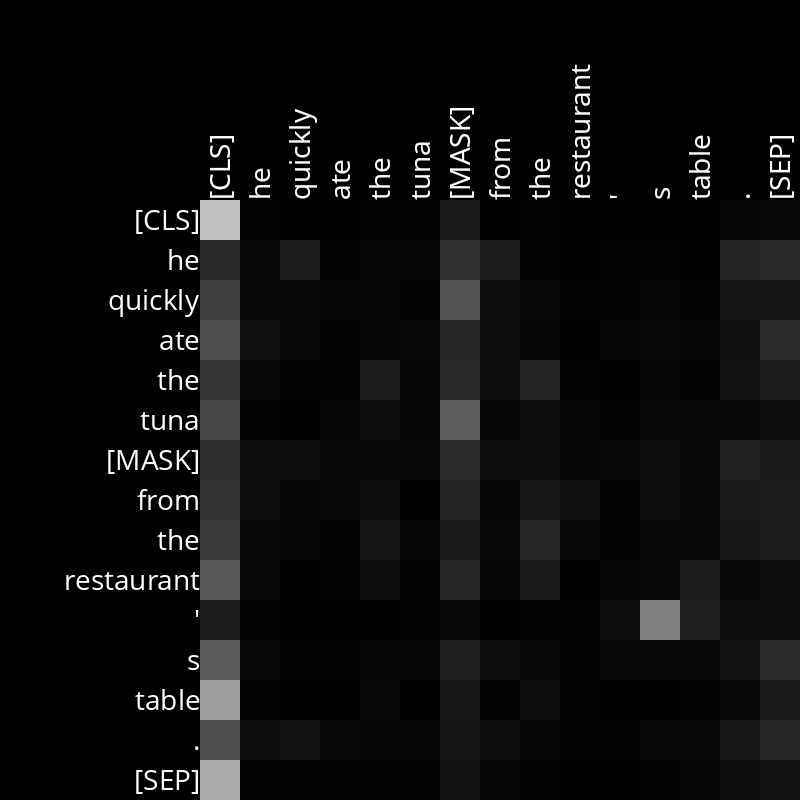 [CLS] he quickly ate the tuna [MASK] from the restaurant ' s table . [SEP]
[CLS]
he
quickly
ate
the
tuna
[MASK]
from
the
restaurant
'
s
table
.
[SEP]